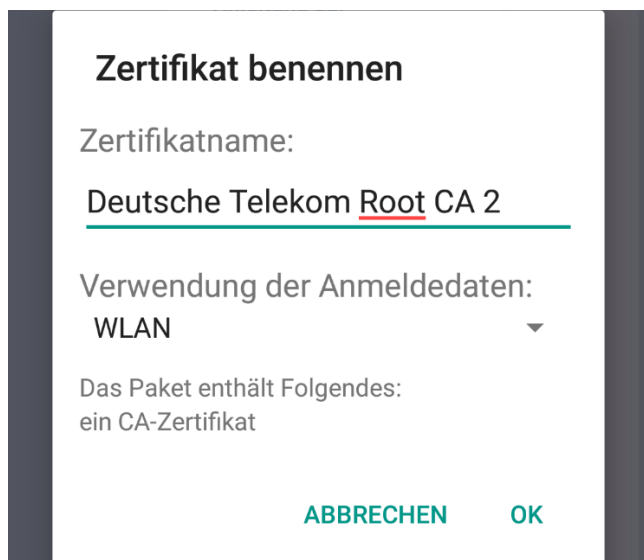 Zertifikat benennen
Zertifikatname:
Deutsche Telekom Root CA 2
Verwendung der Anmeldedaten:
WLAN
Das Paket enthält Folgendes:
ein CA-Zertifikat
ABBRECHEN OK